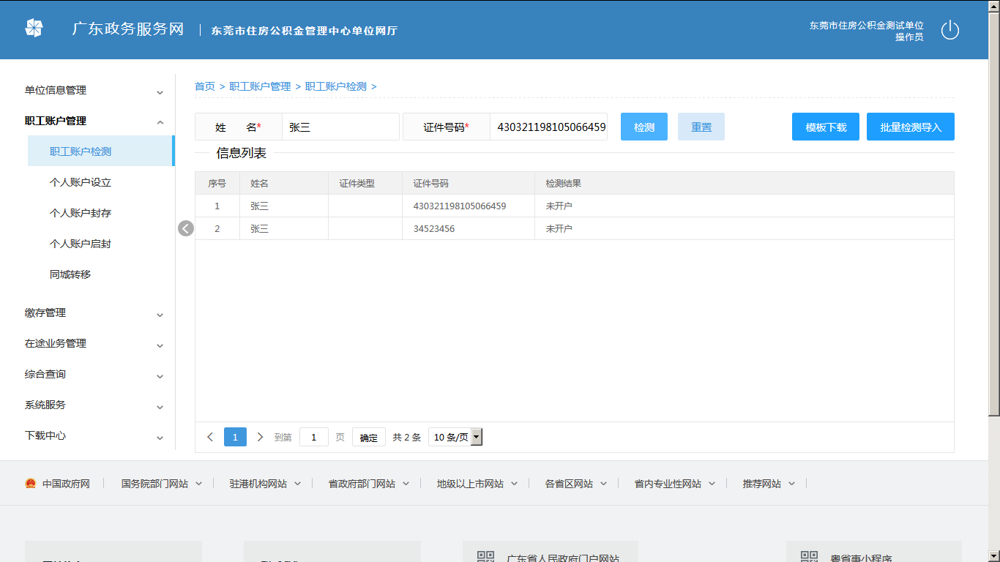 广东政务服务网 | 东莞市住房公积金管理中心单位网厅
东莞市住房公积金测试单位
操作员
单位信息管理
职工账户管理
职工账户检测
个人账户设立
个人账户封存
个人账户启封
同城转移
缴存管理
在途业务管理
综合查询
系统服务
下载中心
首页 > 职工账户管理 > 职工账户检测 >
姓 名* 张三 证件号码* 430321198105066459 检测 重置 模板下载 批量检测导入
信息列表
序号 姓名 证件类型 证件号码 检测结果
1 张三 430321198105066459 未开户
2 张三 34523456 未开户
1 到第 1 页 确定 共 2 条 10 条/页
中国政府网 国务院部门网站 驻港机构网站 省政府部门网站 地级以上市网站 各省区网站 省内专业性网站 推荐网站
广东省人民政府门户网站 粤省事小程序